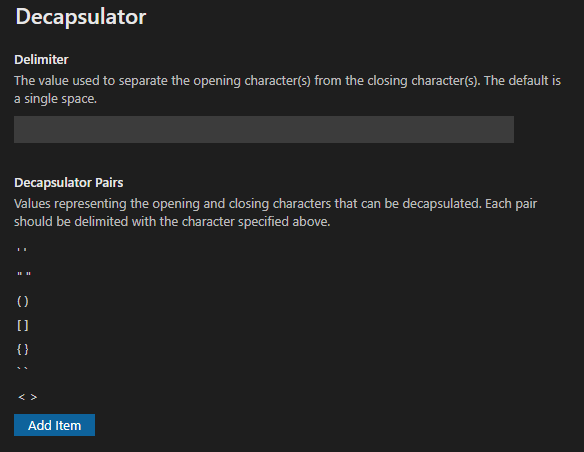 Decapsulator
Delimiter
The value used to separate the opening character(s) from the closing character(s). The default is
a single space.
Decapsulator Pairs
Values representing the opening and closing characters that can be decapsulated. Each pair
should be delimited with the character specified above.
' '
" "
( )
[ ]
{ }
` `
< >
Add Item